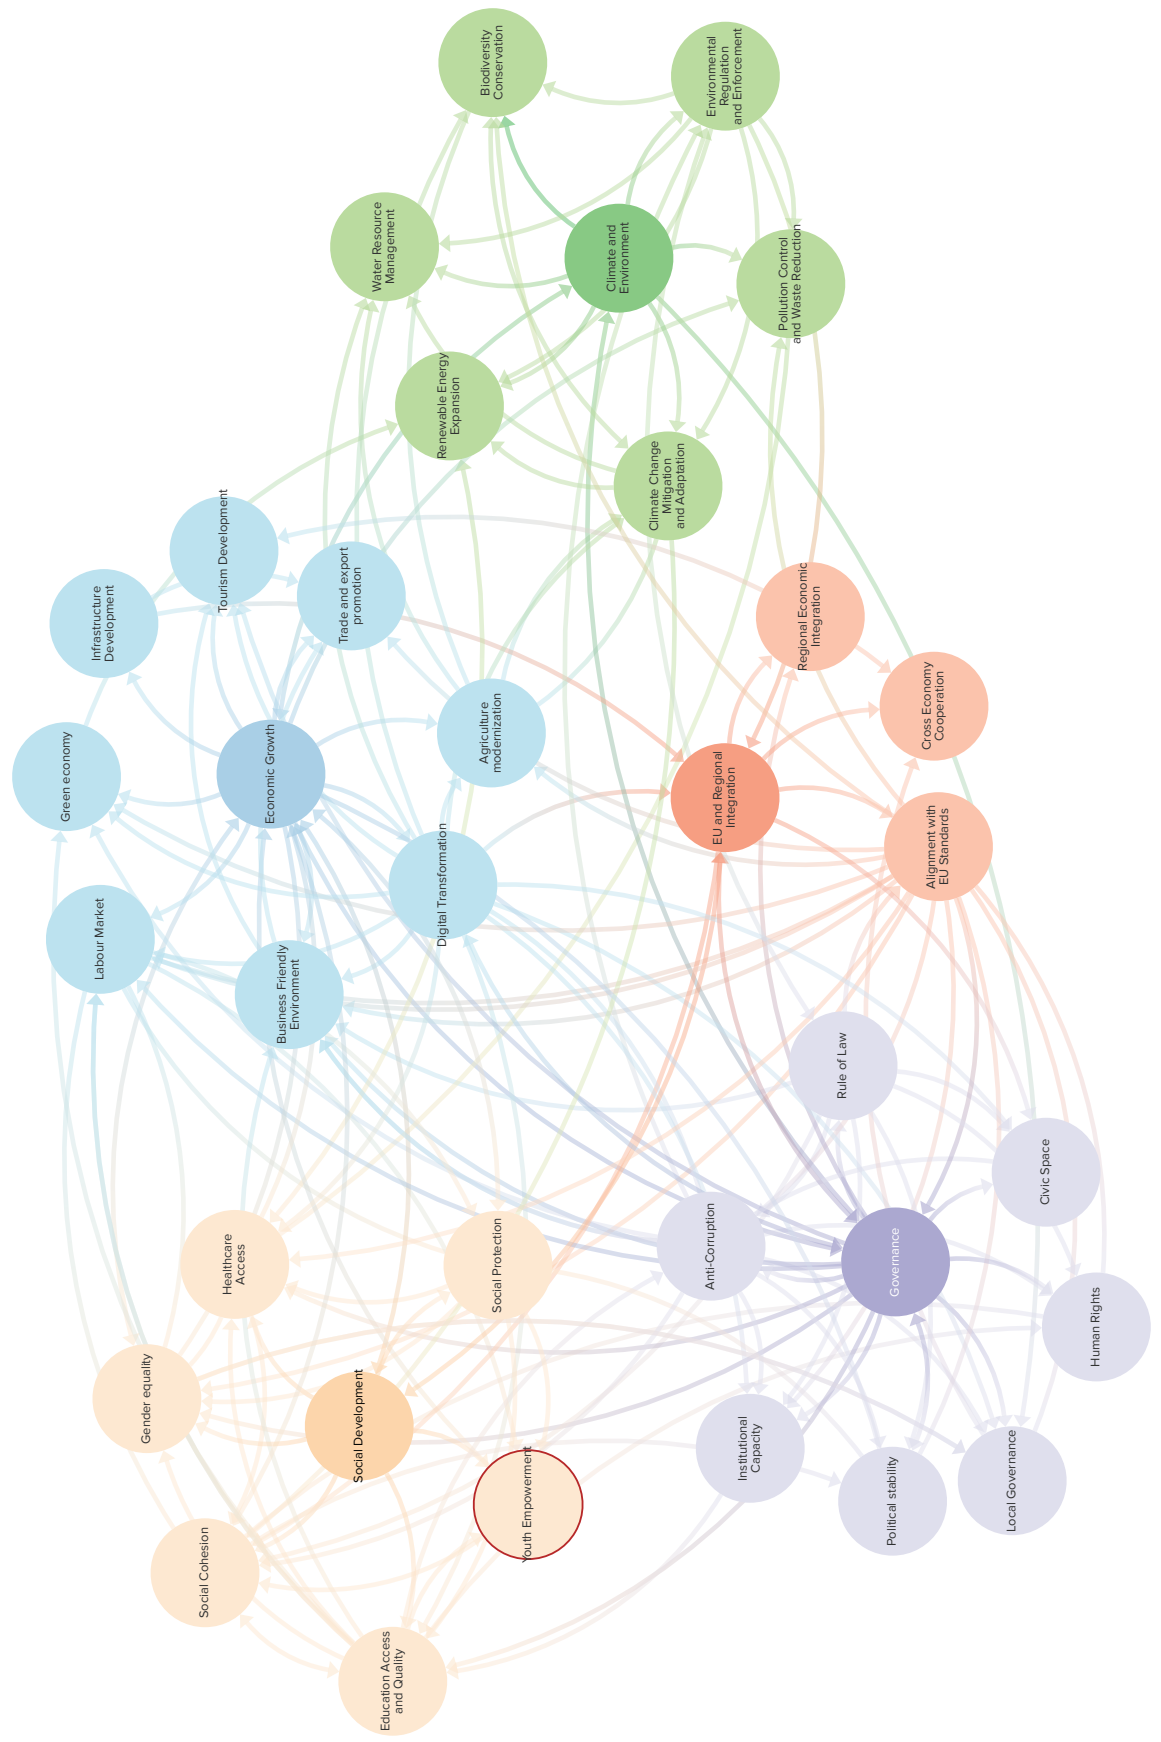 Biodiversity
Conservation
Environmental
Regulation
and Enforcement
Water Resource
Management
Climate and
Environment
Pollution Control
and Waste Reduction
Renewable Energy
Expansion
Climate Change
Mitigation
and Adaptation
Tourism Development
Infrastructure
Development
Trade and export
promotion
Regional Economic
Integration
Cross Economy
Cooperation
Green economy
Economic Growth
Agriculture
modernization
EU and Regional
Integration
Alignment with
EU Standards
Labour Market
Digital Transformation
Business Friendly
Environment
Rule of Law
Civic Space
Healthcare
Access
Social Protection
Anti-Corruption
Governance
Human Rights
Gender equality
Social Development
Institutional
Capacity
Political stability
Local Governance
Youth Empowerment
Social Cohesion
Education Access
and Quality